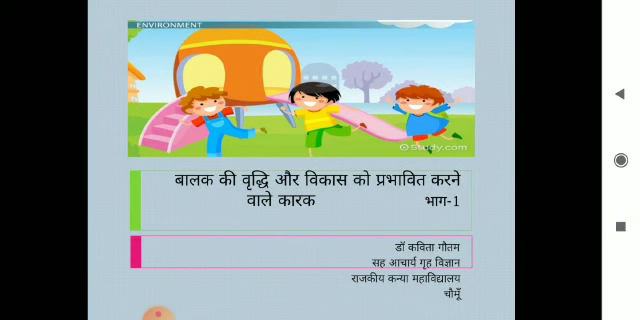 ENVIRONMENT
© Study.com
बालक की वृद्धि और विकास को प्रभावित करने
वाले कारक भाग-1
डॉ कविता गौतम
सह आचार्य गृह विज्ञान
राजकीय कन्या महाविद्यालय
चौमूँ